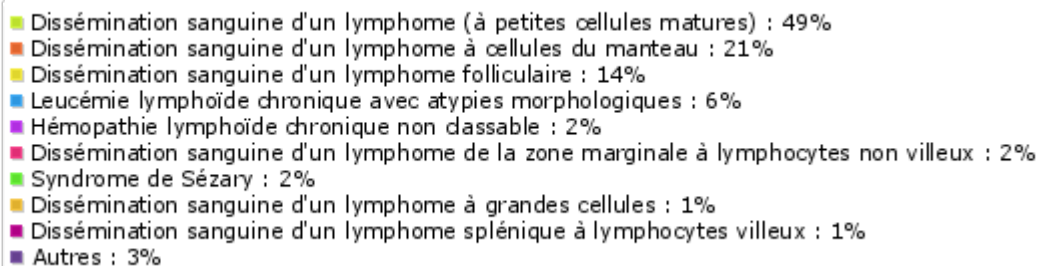 Dissémination sanguine d'un lymphome (à petites cellules matures) : 49%
Dissémination sanguine d'un lymphome à cellules du manteau : 21%
Dissémination sanguine d'un lymphome folliculaire : 14%
Leucémie lymphoïde chronique avec atypies morphologiques : 6%
Hémopathie lymphoïde chronique non classable : 2%
Dissémination sanguine d'un lymphome de la zone marginale à lymphocytes non villeux : 2%
Syndrome de Sézary : 2%
Dissémination sanguine d'un lymphome à grandes cellules : 1%
Dissémination sanguine d'un lymphome splénique à lymphocytes villeux : 1%
Autres : 3%